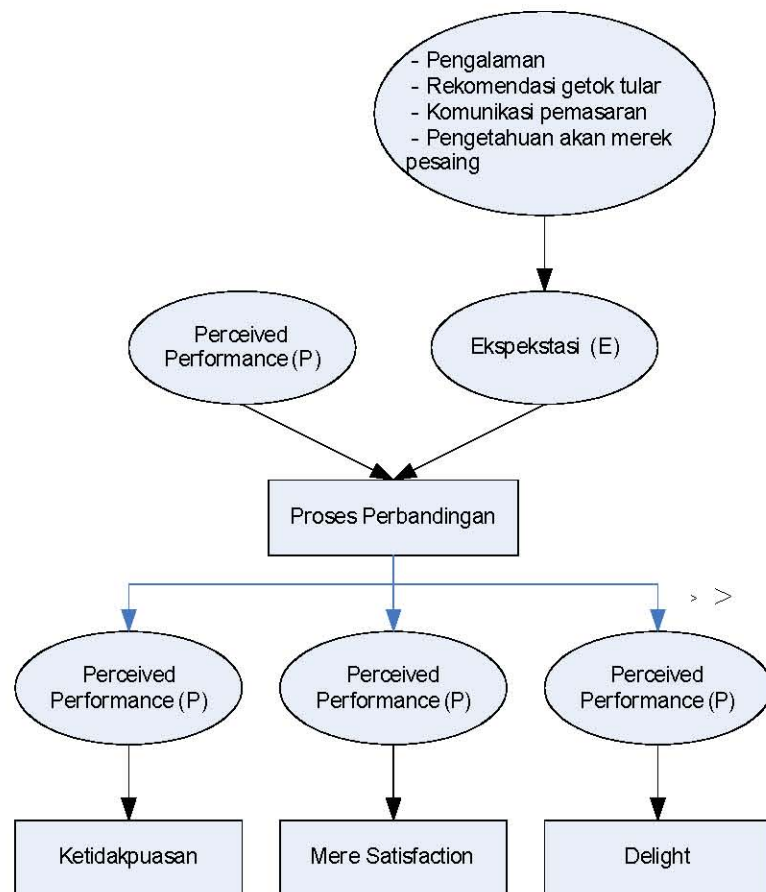 - Pengalaman
- Rekomendasi getok tular
- Komunikasi pemasaran
- Pengetahuan akan merek
pesaing
Perceived
Performance (P)
Ekspekstasi (E)
Proses Perbandingan
> >
Perceived
Performance (P)
Perceived
Performance (P)
Perceived
Performance (P)
Ketidakpuasan
Mere Satisfaction
Delight